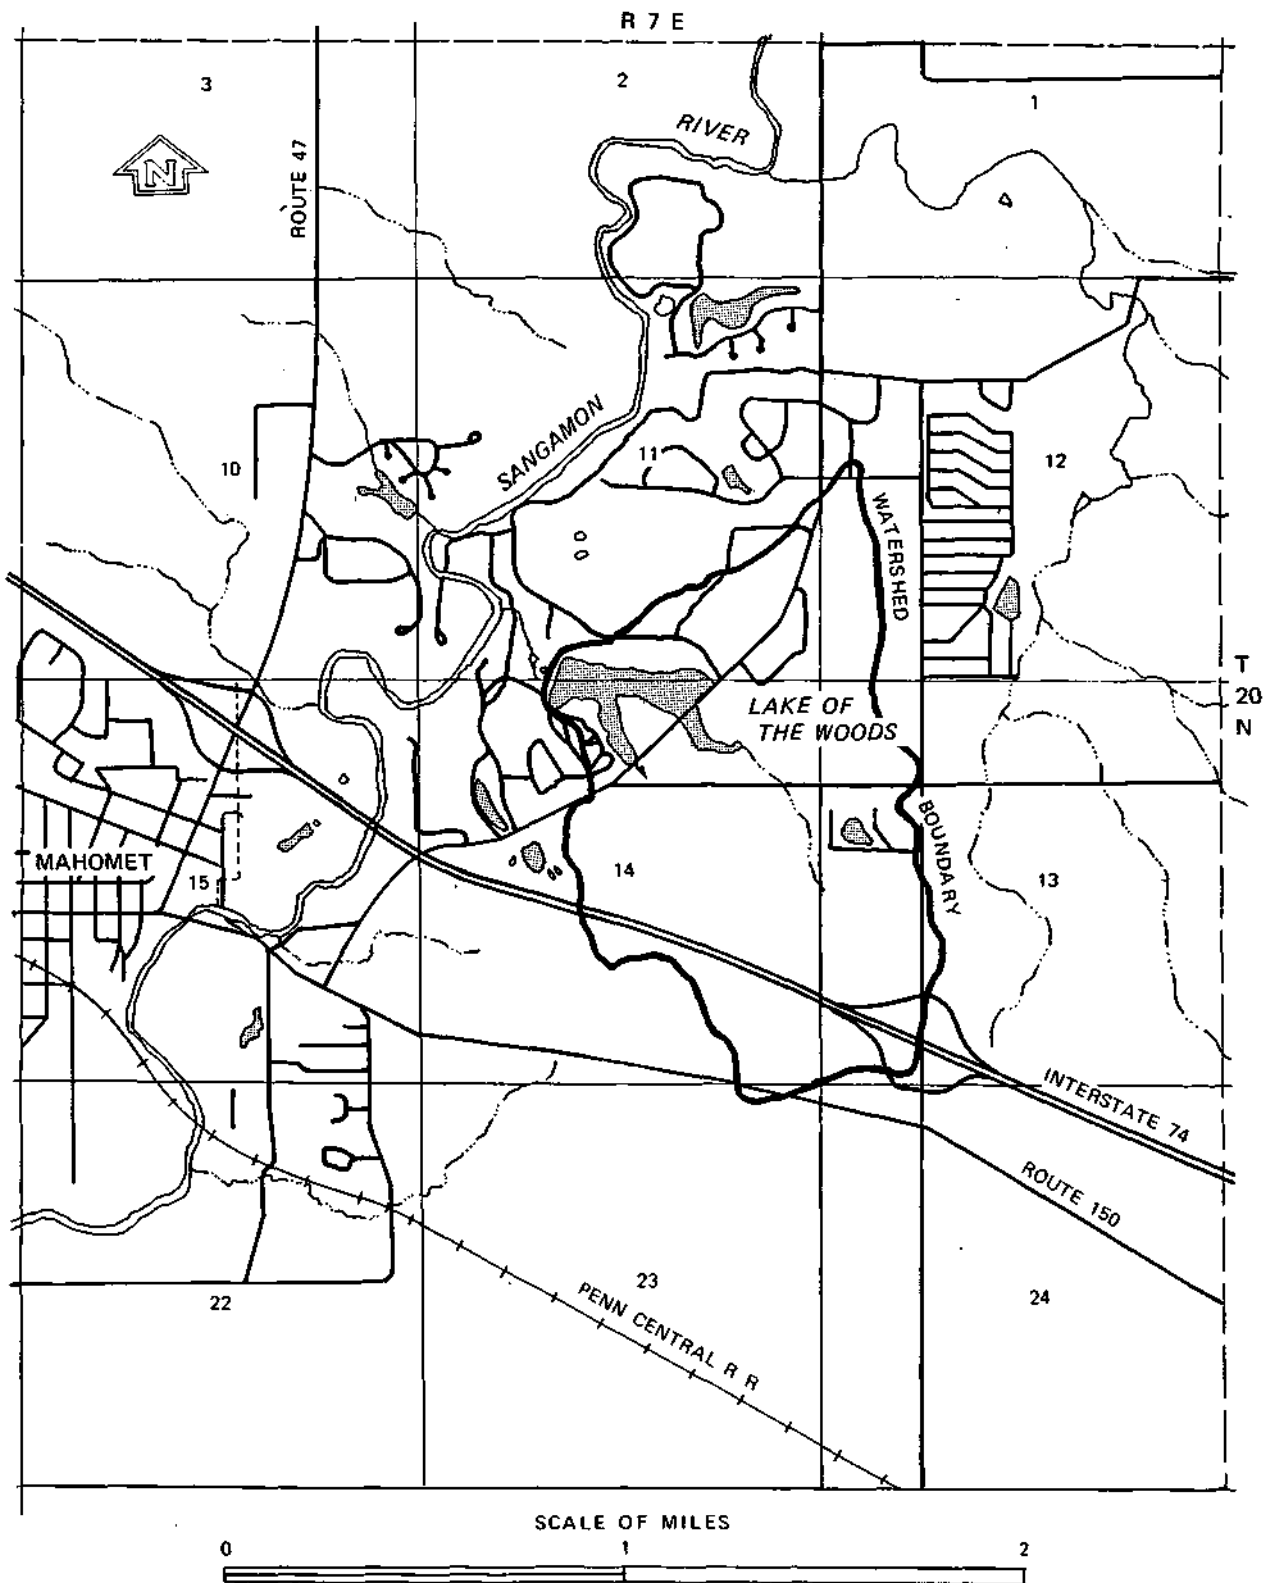 R 7 E
3
2
1
RIVER
N
ROUTE 47
SANGAMON
10
11
12
WATERSHED
T
20
N
LAKE OF
THE WOODS
BOUNDARY
MAHOMET
15
14
13
INTERSTATE 74
ROUTE 150
22
23
24
PENN CENTRAL R R
SCALE OF MILES
0 1 2